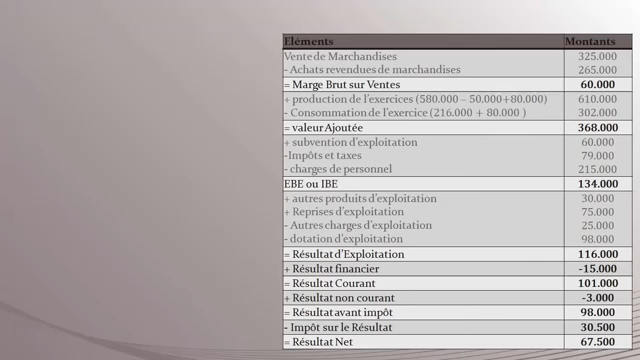 Eléments Montants
Vente de Marchandises 325.000
- Achats revendues de marchandises 265.000
= Marge Brut sur Ventes 60.000
+ production de l'exercices (580.000 – 50.000+80.000) 610.000
- Consommation de l'exercice (216.000 + 80.000 ) 302.000
= valeur Ajoutée 368.000
+ subvention d'exploitation 60.000
-Impôts et taxes 79.000
- charges de personnel 215.000
EBE ou IBE 134.000
+ autres produits d'exploitation 30.000
+ Reprises d'exploitation 75.000
- Autres charges d'exploitation 25.000
- dotation d'exploitation 98.000
= Résultat d'Exploitation 116.000
+ Résultat financier -15.000
= Résultat Courant 101.000
+ Résultat non courant -3.000
= Résultat avant impôt 98.000
- Impôt sur le Résultat 30.500
= Résultat Net 67.500